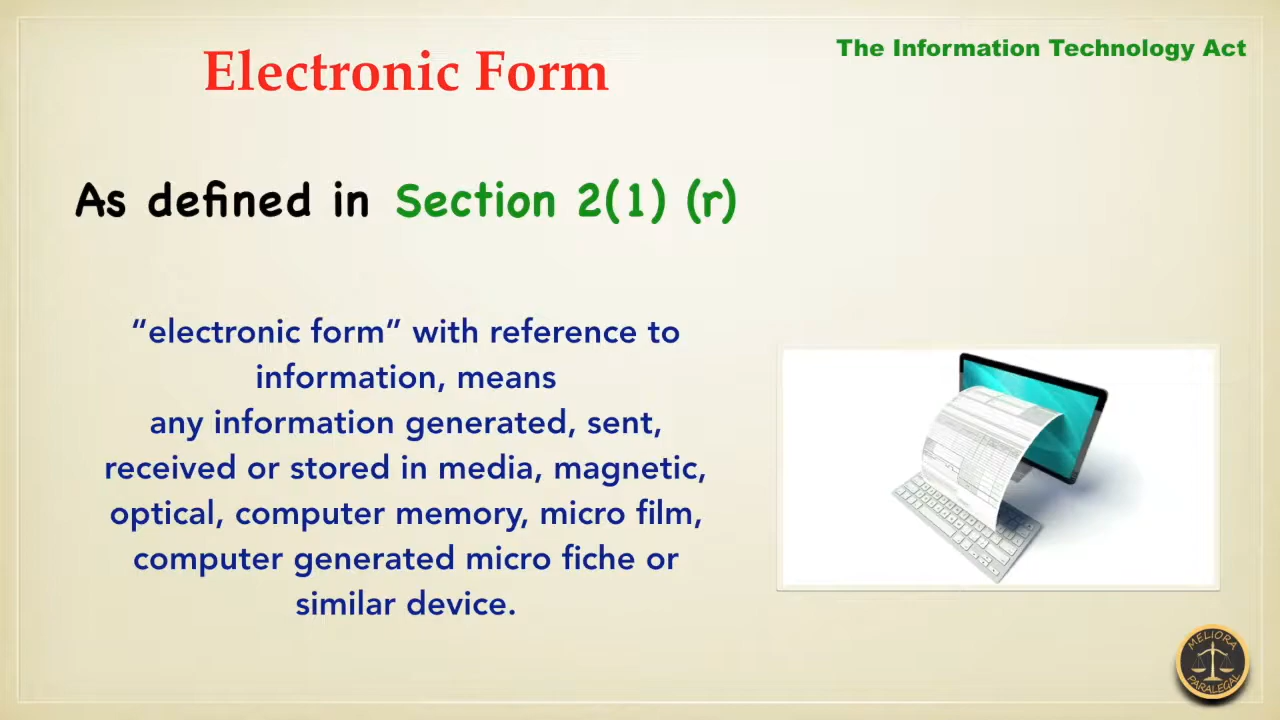 Electronic Form
The Information Technology Act
As defined in Section 2(1) (r)
“electronic form” with reference to
information, means
any information generated, sent,
received or stored in media, magnetic,
optical, computer memory, micro film,
computer generated micro fiche or
similar device.
MELIORA
PARALEGAL